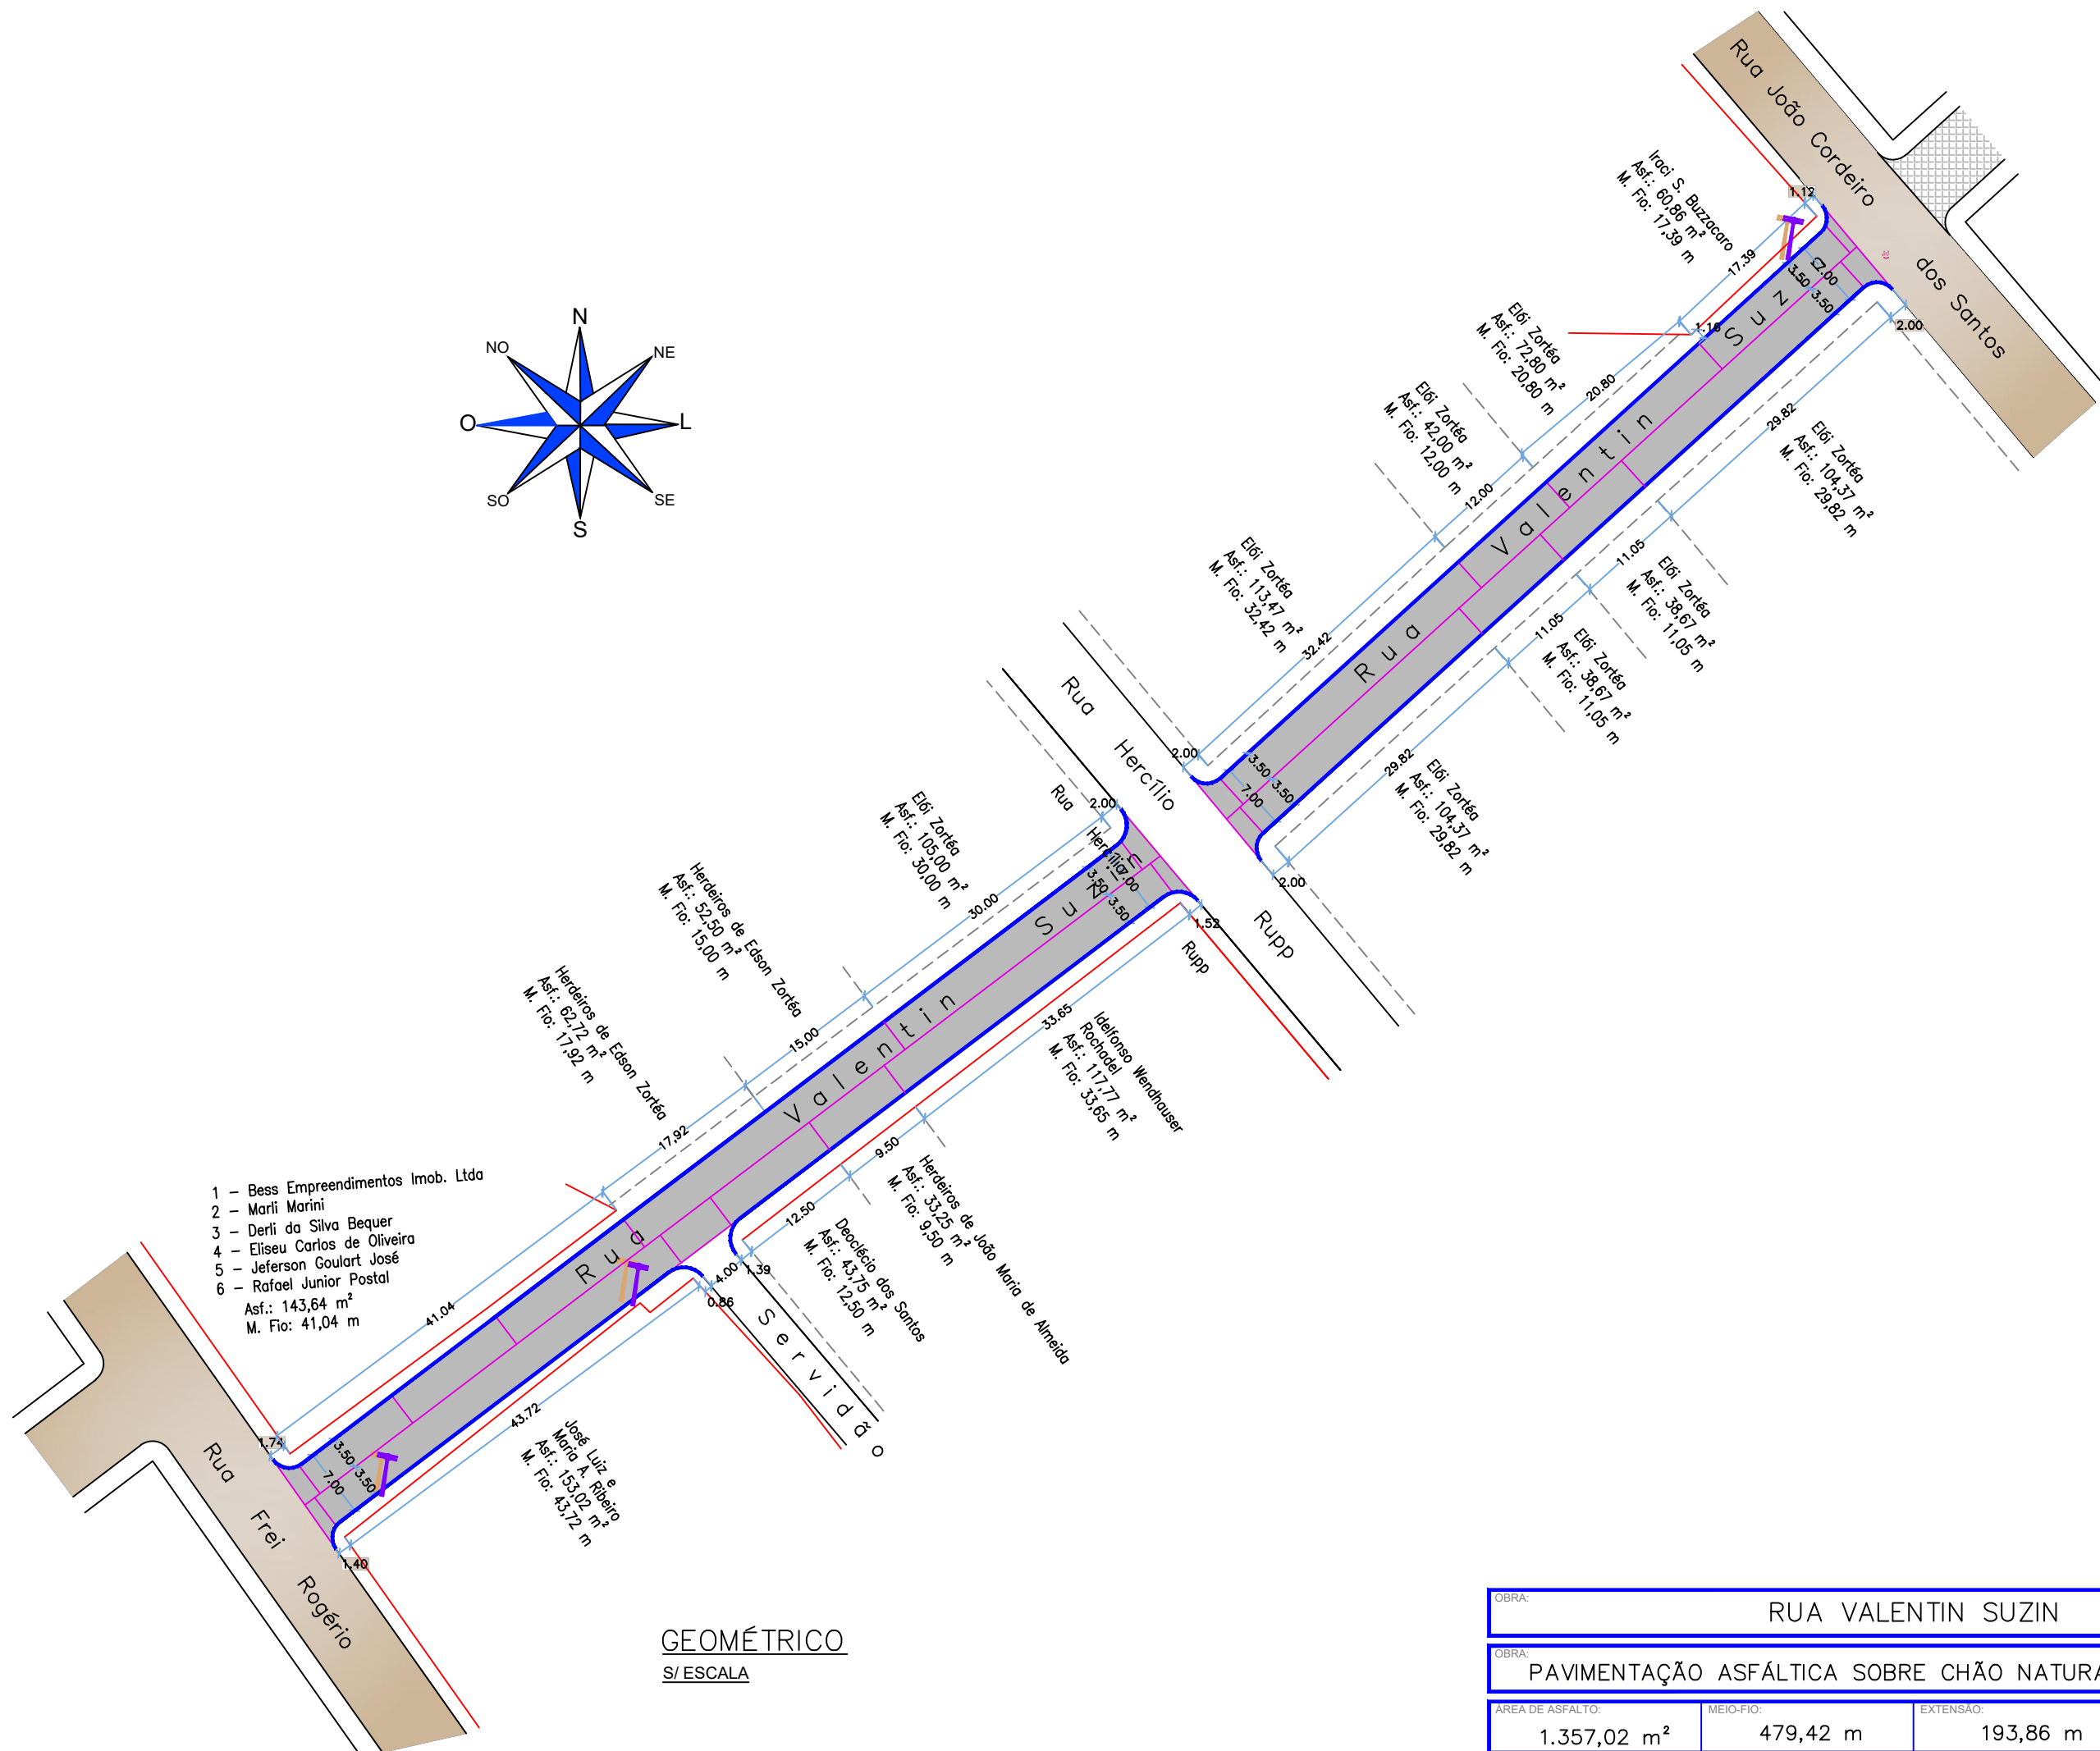 Rua João Cordeiro dos Santos
Iraci S. Buzzacaro
Asf.: 60,86 m²
M. Fio: 17,39 m
1.12
17.39
1.16
7.00
3.50
3.50
2.00
N
NO
NE
O
L
SO
SE
S
Elói Zortéa
Asf.: 72,80 m²
M. Fio: 20,80 m
20.80
Elói Zortéa
Asf.: 42,00 m²
M. Fio: 12,00 m
12.00
Elói Zortéa
Asf.: 113,47 m²
M. Fio: 32,42 m
32.42
Rua Valentin Suz
29.82
Elói Zortéa
Asf.: 104,37 m²
M. Fio: 29,82 m
11.05
Elói Zortéa
Asf.: 38,67 m²
M. Fio: 11,05 m
11.05
Elói Zortéa
Asf.: 38,67 m²
M. Fio: 11,05 m
29.82
Elói Zortéa
Asf.: 104,37 m²
M. Fio: 29,82 m
2.00
3.50
3.50
7.00
2.00
Rua Hercílio Rupp
Rua Hercílio Rupp
2.00
Elói Zortéa
Asf.: 105,00 m²
M. Fio: 30,00 m
30.00
3.50
7.00
3.50
1.52
Herdeiros de Edson Zortéa
Asf.: 52,50 m²
M. Fio: 15,00 m
15,00
Herdeiros de Edson Zortéa
Asf.: 62,72 m²
M. Fio: 17,92 m
17.92
Rua Valentin Suzin
33.65
Idelfonso Wendhauser
Rochadel
Asf.: 117,77 m²
M. Fio: 33,65 m
9.50
Herdeiros de João Maria de Almeida
Asf.: 33,25 m²
M. Fio: 9,50 m
12.50
Deoclécio dos Santos
Asf.: 43,75 m²
M. Fio: 12,50 m
1.39
4.00
0.86
Servidão
1 – Bess Empreendimentos Imob. Ltda
2 – Marli Marini
3 – Derli da Silva Bequer
4 – Eliseu Carlos de Oliveira
5 – Jeferson Goulart José
6 – Rafael Junior Postal
Asf.: 143,64 m²
M. Fio: 41,04 m
41.04
43.72
José Luiz e
Maria A. Ribeiro
Asf.: 153,02 m²
M. Fio: 43,72 m
1.74
3.50
3.50
7.00
1.40
Rua Frei Rogério
GEOMÉTRICO
S/ ESCALA
OBRA:
RUA VALENTIN SUZIN
OBRA:
PAVIMENTAÇÃO ASFÁLTICA SOBRE CHÃO NATURA
ÁREA DE ASFALTO:
1.357,02 m²
MEIO-FIO:
479,42 m
EXTENSÃO:
193,86 m